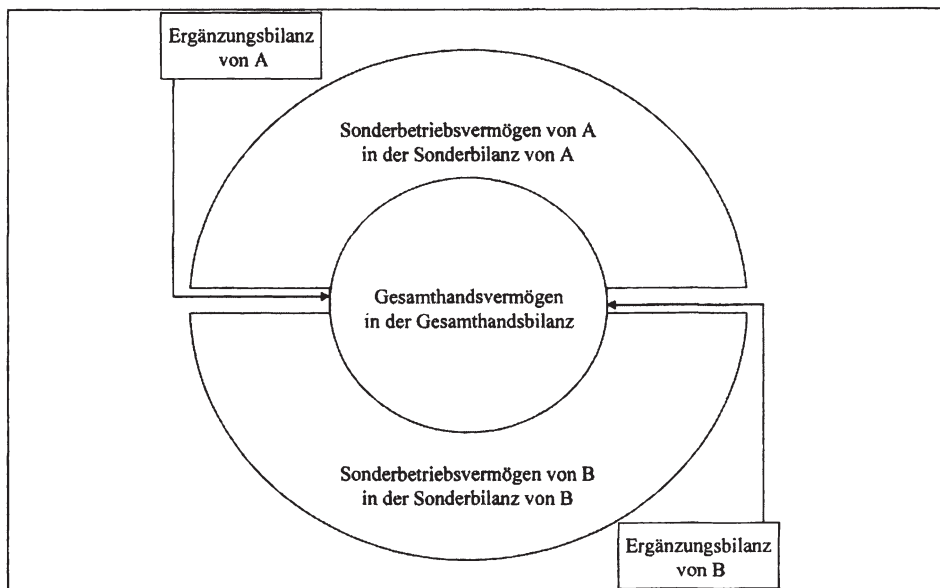 Ergänzungsbilanz
von A
Sonderbetriebsvermögen von A
in der Sonderbilanz von A
Gesamthandsvermögen
in der Gesamthandsbilanz
Sonderbetriebsvermögen von B
in der Sonderbilanz von B
Ergänzungsbilanz
von B